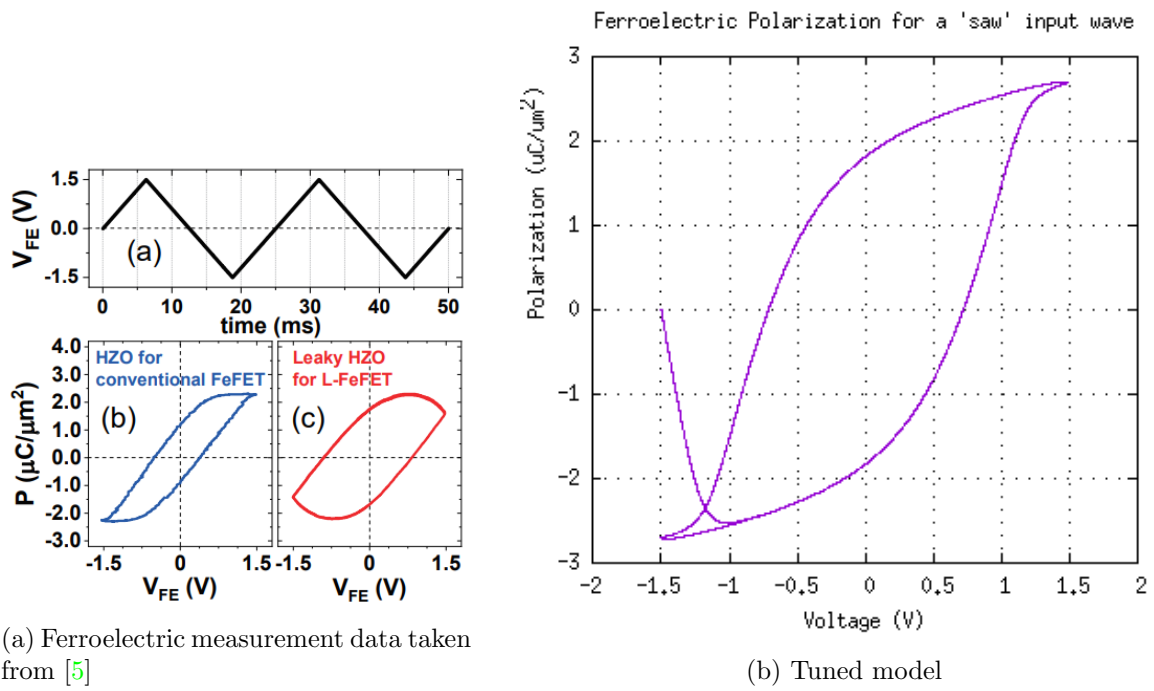 Ferroelectric Polarization for a 'saw' input wave
1.5
0.0
-1.5
V_FE (V)
(a)
0 10 20 30 40 50
time (ms)
4.0
3.0
2.0
1.0
0.0
-1.0
-2.0
-3.0
P (μC/μm²)
HZO for
conventional FeFET
(b)
Leaky HZO
for L-FeFET
(c)
-1.5 0 1.5
V_FE (V)
-1.5 0 1.5
V_FE (V)
(a) Ferroelectric measurement data taken
from [5]
3
2
1
0
-1
-2
-3
Polarization (uC/um²)
-2 -1.5 -1 -0.5 0 0.5 1 1.5 2
Voltage (V)
(b) Tuned model